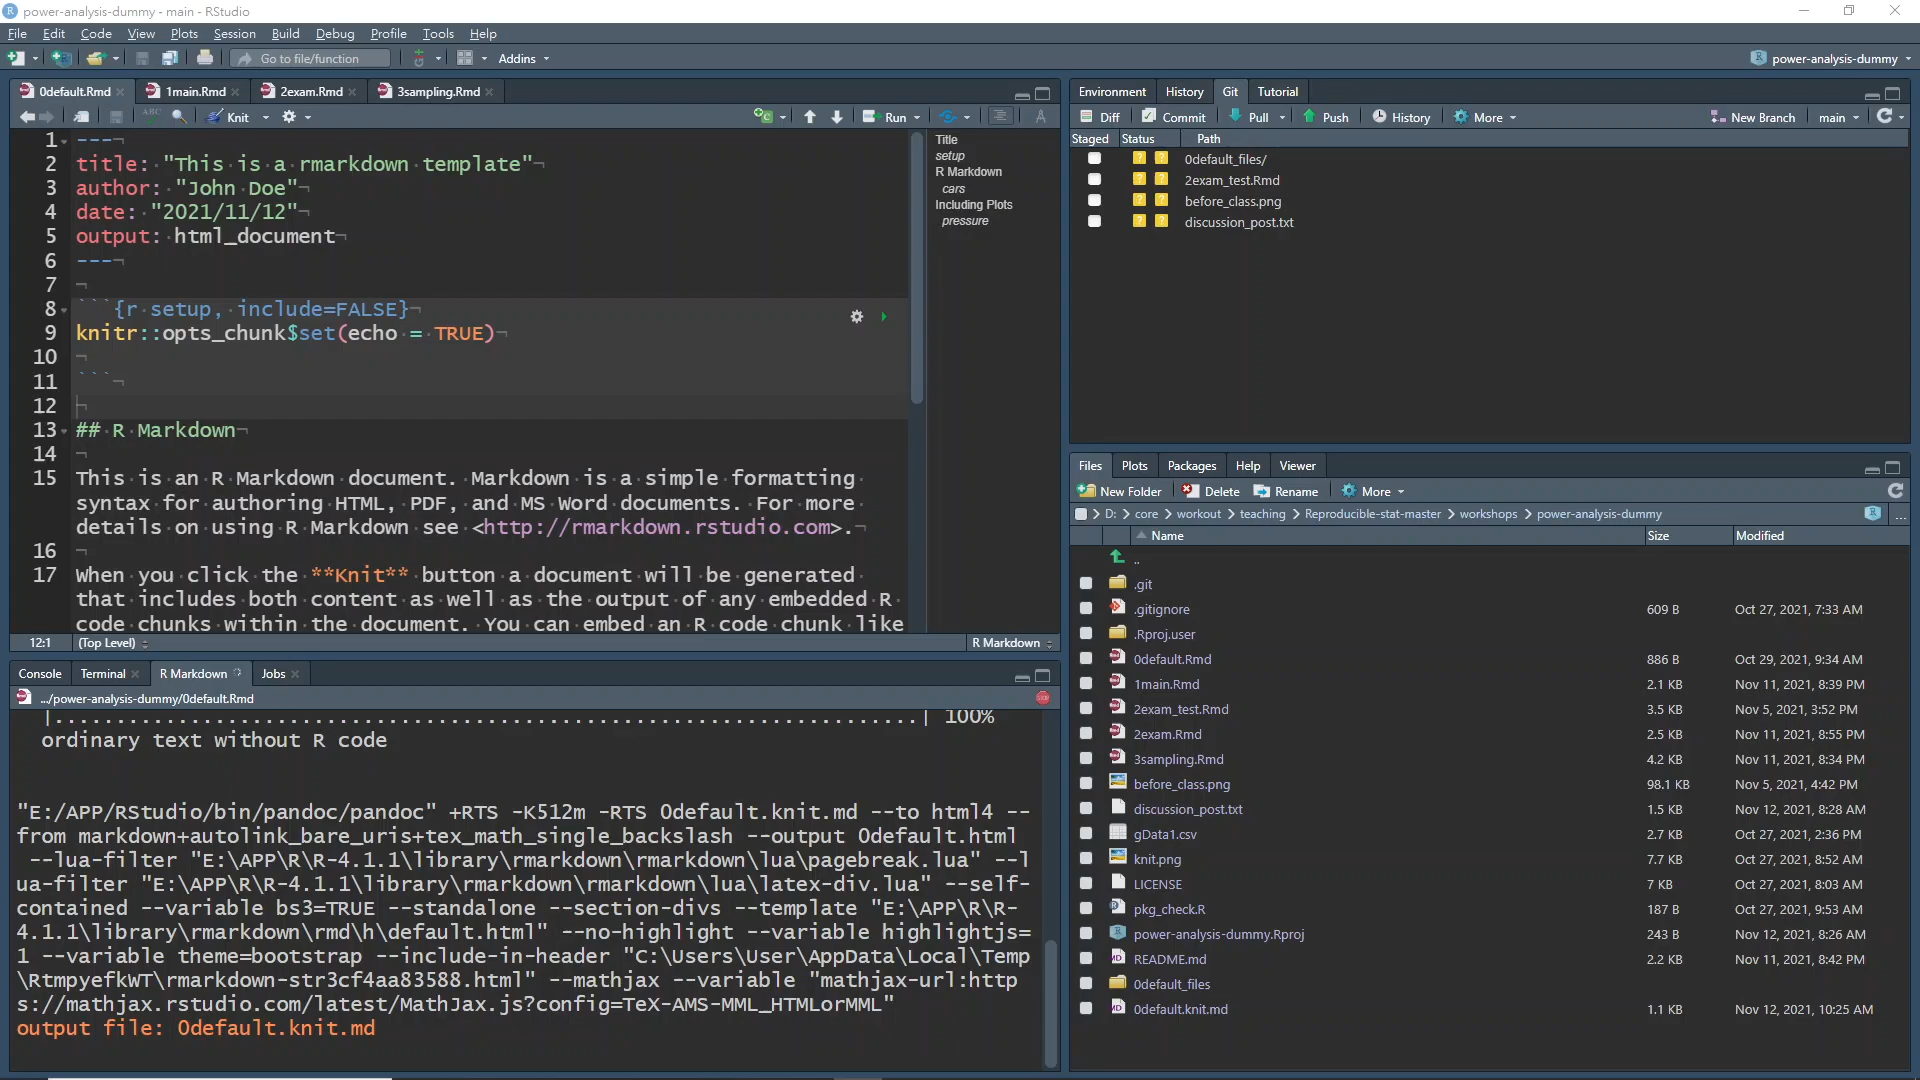 power-analysis-dummy - main - RStudio
File Edit Code View Plots Session Build Debug Profile Tools Help
Go to file/function Addins power-analysis-dummy
0default.Rmd 1main.Rmd 2exam.Rmd 3sampling.Rmd
ABC Knit Run
1 ---¬
2 title:·"This·is·a·rmarkdown·template"¬
3 author:·"John·Doe"¬
4 date:·"2021/11/12"¬
5 output:·html_document¬
6 ---¬
7 ¬
8 ```{r·setup,·include=FALSE}¬
9 knitr::opts_chunk$set(echo·=·TRUE)¬
10 ¬
11 ```¬
12 ¬
13 ##·R·Markdown¬
14 ¬
15 This·is·an·R·Markdown·document.·Markdown·is·a·simple·formatting·
syntax·for·authoring·HTML,·PDF,·and·MS·Word·documents.·For·more·
details·on·using·R·Markdown·see·<http://rmarkdown.rstudio.com>.·¬
16 ¬
17 When·you·click·the·**Knit**·button·a·document·will·be·generated·
that·includes·both·content·as·well·as·the·output·of·any·embedded·R·
code·chunks·within·the·document.·You·can·embed·an·R·code·chunk·like
Title
setup
R Markdown
cars
Including Plots
pressure
12:1 (Top Level) R Markdown
Console Terminal R Markdown Jobs
.../power-analysis-dummy/0default.Rmd
|......................................................................| 100%
ordinary text without R code
"E:/APP/RStudio/bin/pandoc/pandoc" +RTS -K512m -RTS 0default.knit.md --to html4 --
from markdown+autolink_bare_uris+tex_math_single_backslash --output 0default.html
--lua-filter "E:\APP\R\R-4.1.1\library\rmarkdown\rmarkdown\lua\pagebreak.lua" --l
ua-filter "E:\APP\R\R-4.1.1\library\rmarkdown\rmarkdown\lua\latex-div.lua" --self-
contained --variable bs3=TRUE --standalone --section-divs --template "E:\APP\R\R-
4.1.1\library\rmarkdown\rmd\h\default.html" --no-highlight --variable highlightjs=
1 --variable theme=bootstrap --include-in-header "C:\Users\User\AppData\Local\Temp
\RtmpyefkWT\rmarkdown-str3cf4aa83588.html" --mathjax --variable "mathjax-url:http
s://mathjax.rstudio.com/latest/MathJax.js?config=TeX-AMS-MML_HTMLorMML"
output file: 0default.knit.md
Environment History Git Tutorial
Diff Commit Pull Push History More New Branch main
Staged Status Path
? ? 0default_files/
? ? 2exam_test.Rmd
? ? before_class.png
? ? discussion_post.txt
Files Plots Packages Help Viewer
New Folder Delete Rename More
D: core workout teaching Reproducible-stat-master workshops power-analysis-dummy ...
Name Size Modified
..
.git
.gitignore 609 B Oct 27, 2021, 7:33 AM
.Rproj.user
0default.Rmd 886 B Oct 29, 2021, 9:34 AM
1main.Rmd 2.1 KB Nov 11, 2021, 8:39 PM
2exam_test.Rmd 3.5 KB Nov 5, 2021, 3:52 PM
2exam.Rmd 2.5 KB Nov 11, 2021, 8:55 PM
3sampling.Rmd 4.2 KB Nov 11, 2021, 8:34 PM
before_class.png 98.1 KB Nov 5, 2021, 4:42 PM
discussion_post.txt 1.5 KB Nov 12, 2021, 8:28 AM
gData1.csv 2.7 KB Oct 27, 2021, 2:36 PM
knit.png 7.7 KB Oct 27, 2021, 8:52 AM
LICENSE 7 KB Oct 27, 2021, 8:03 AM
pkg_check.R 187 B Oct 27, 2021, 9:53 AM
power-analysis-dummy.Rproj 243 B Nov 12, 2021, 8:26 AM
README.md 2.2 KB Nov 11, 2021, 8:42 PM
0default_files
0default.knit.md 1.1 KB Nov 12, 2021, 10:25 AM